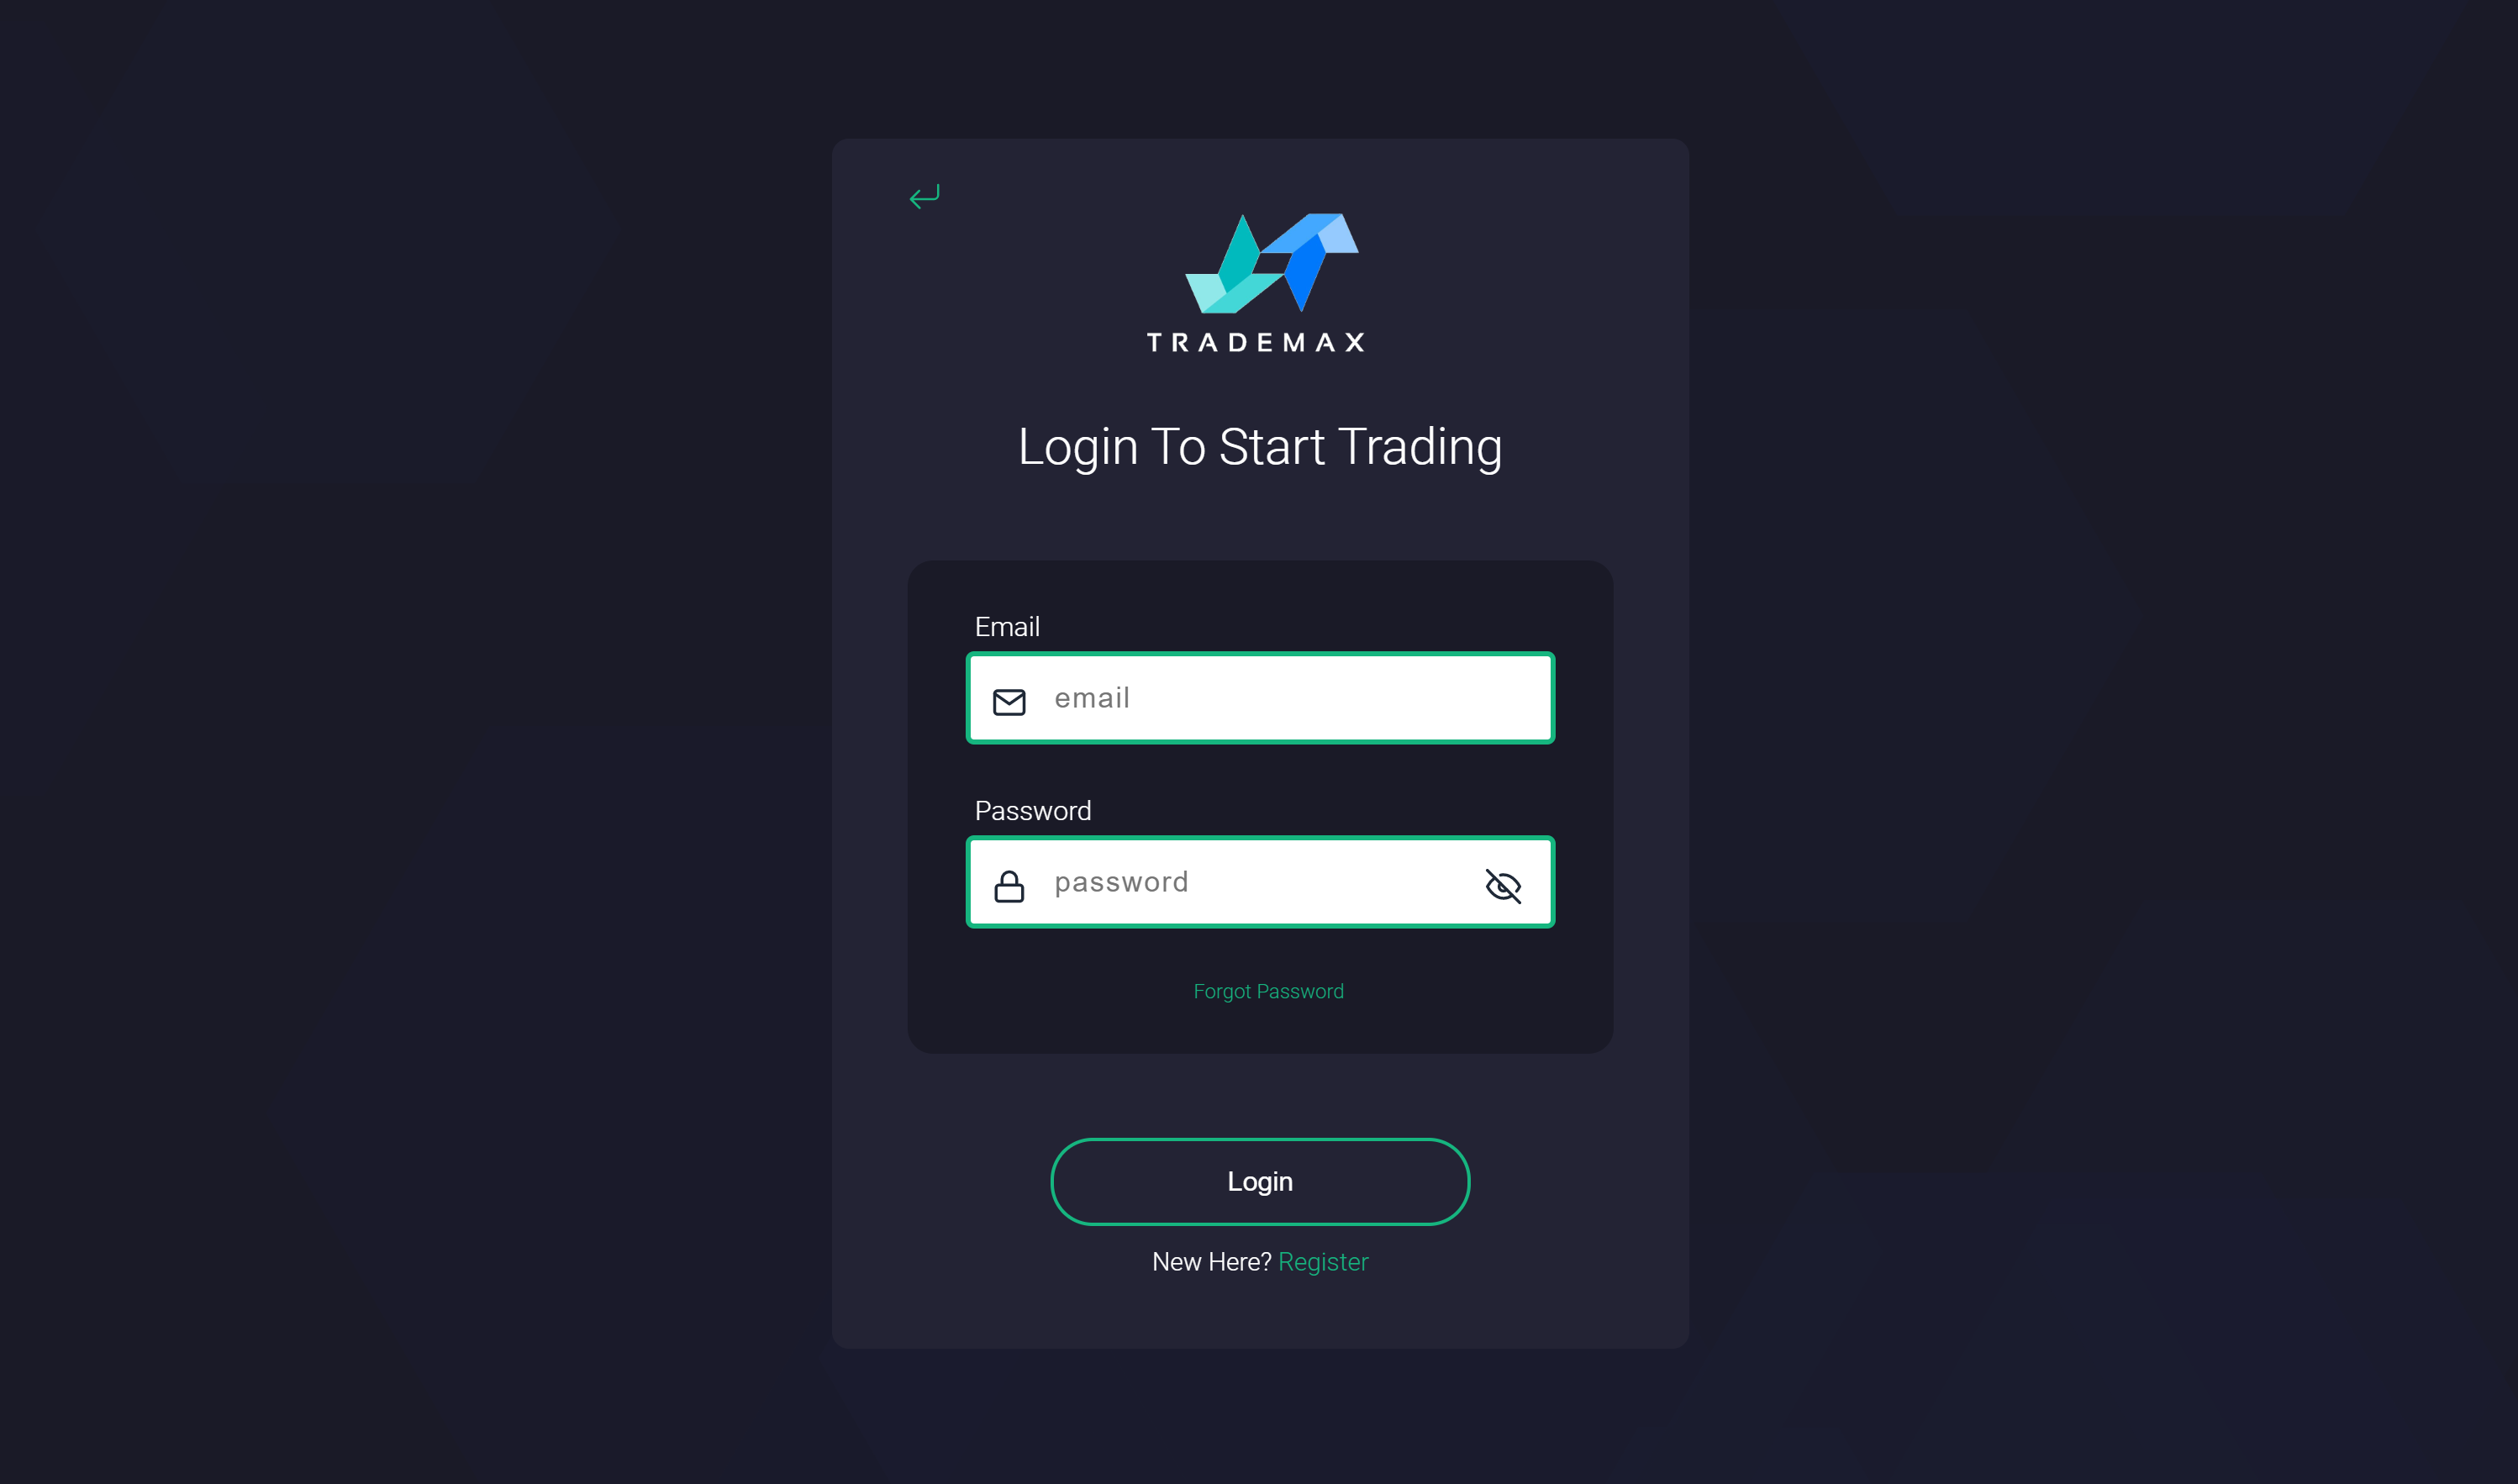 TRADEMAX
Login To Start Trading
Email
email
Password
password
Forgot Password
Login
New Here? Register